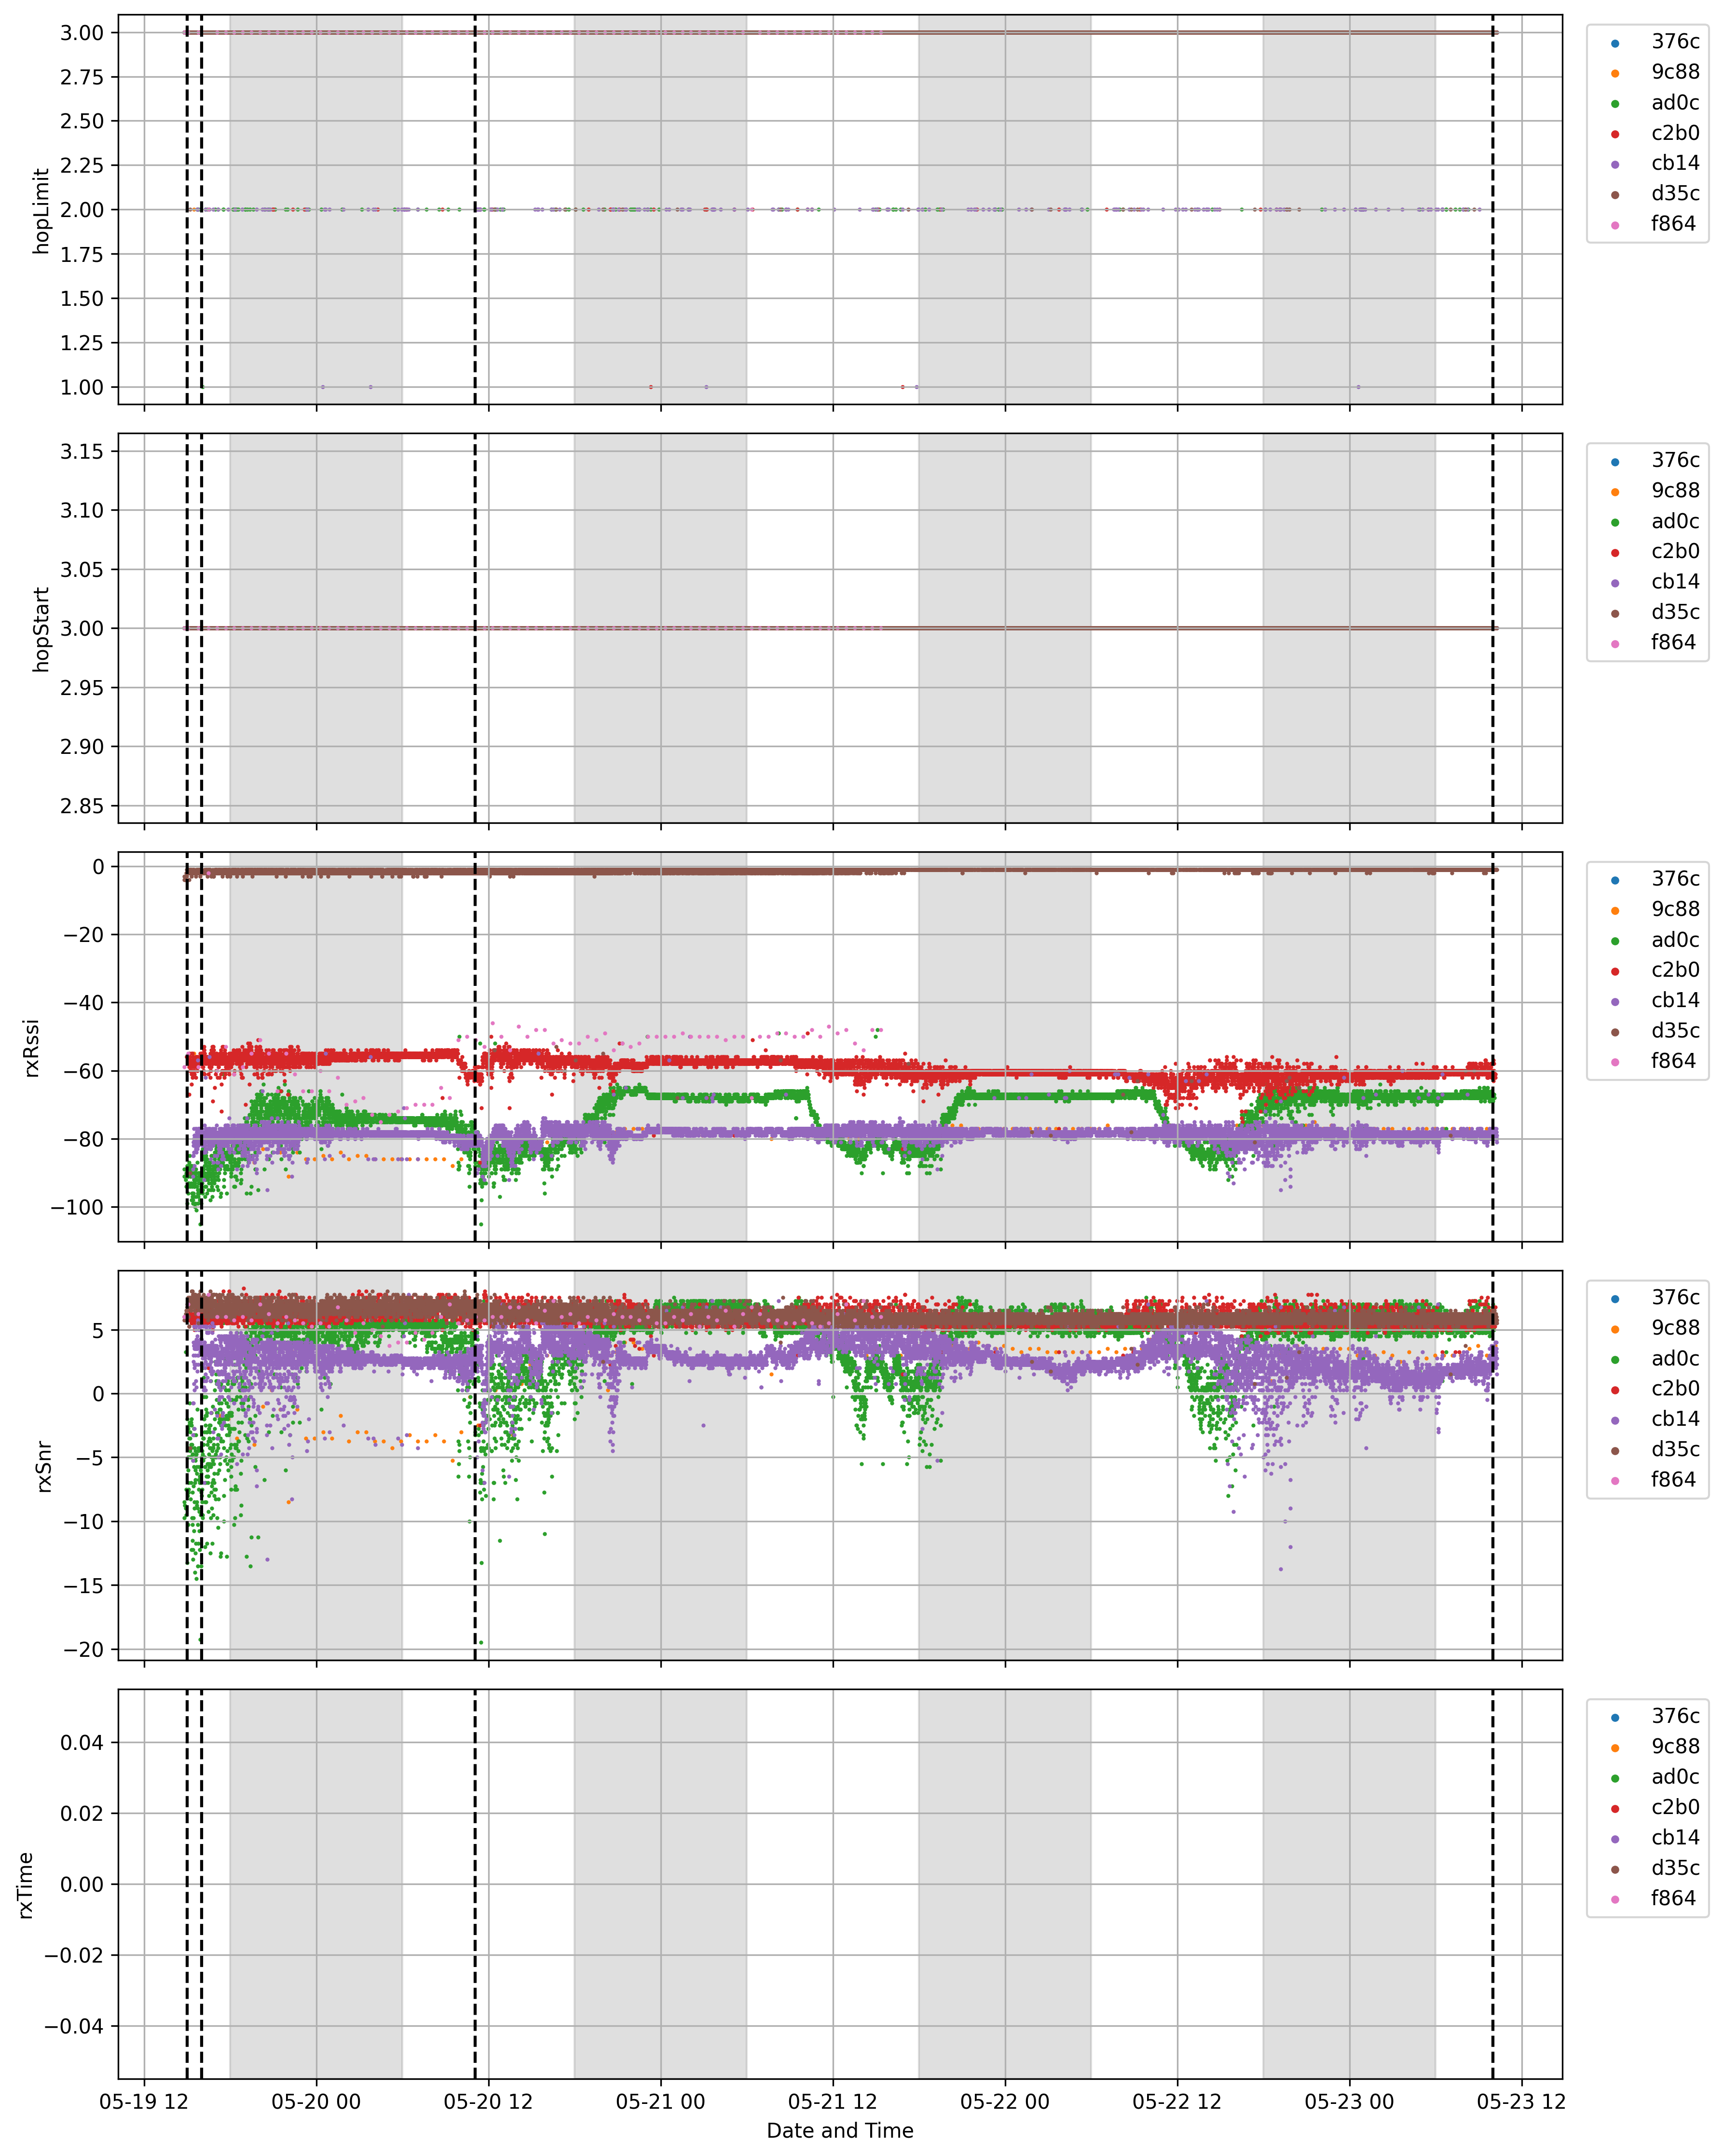 3.00
2.75
2.50
2.25
2.00
1.75
1.50
1.25
1.00
hopLimit
376c
9c88
ad0c
c2b0
cb14
d35c
f864
3.15
3.10
3.05
3.00
2.95
2.90
2.85
hopStart
376c
9c88
ad0c
c2b0
cb14
d35c
f864
0
−20
−40
−60
−80
−100
rxRssi
376c
9c88
ad0c
c2b0
cb14
d35c
f864
5
0
−5
−10
−15
−20
rxSnr
376c
9c88
ad0c
c2b0
cb14
d35c
f864
0.04
0.02
0.00
−0.02
−0.04
rxTime
376c
9c88
ad0c
c2b0
cb14
d35c
f864
05-19 12 05-20 00 05-20 12 05-21 00 05-21 12 05-22 00 05-22 12 05-23 00 05-23 12
Date and Time